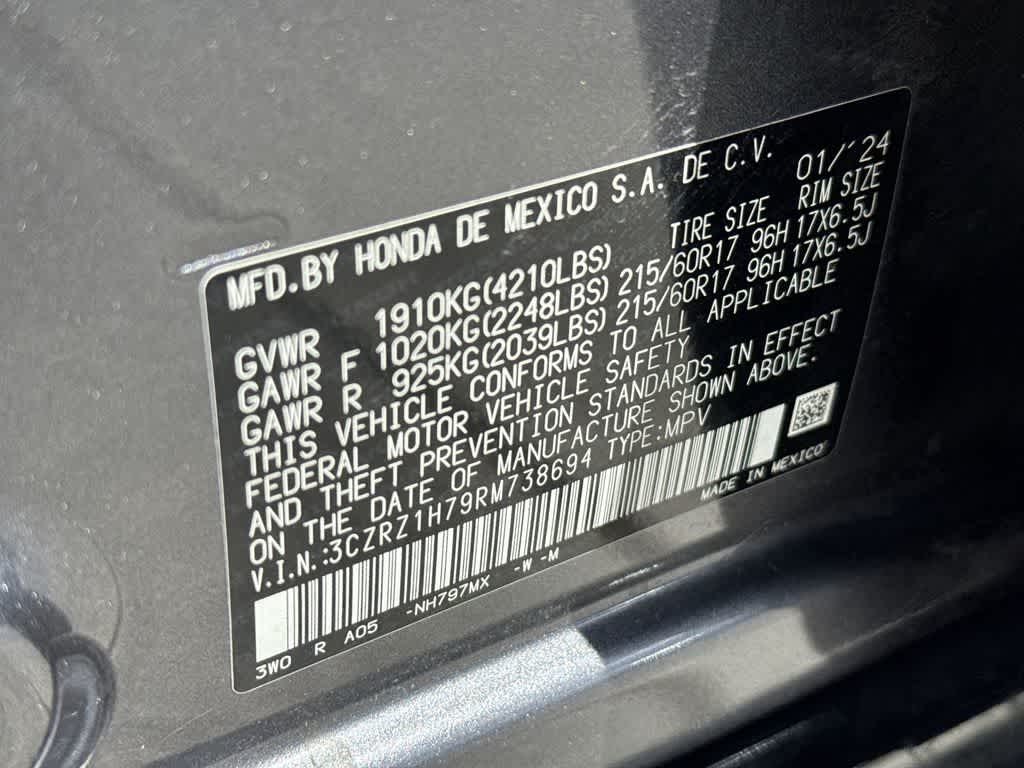 MFD.BY HONDA DE MEXICO S.A. DE C.V. 01/'24
TIRE SIZE RIM SIZE
GVWR 1910KG(4210LBS)
GAWR F 1020KG(2248LBS) 215/60R17 96H 17X6.5J
GAWR R 925KG(2039LBS) 215/60R17 96H 17X6.5J
THIS VEHICLE CONFORMS TO ALL APPLICABLE
FEDERAL MOTOR VEHICLE SAFETY
AND THEFT PREVENTION STANDARDS IN EFFECT
ON THE DATE OF MANUFACTURE SHOWN ABOVE.
V.I.N.:3CZRZ1H79RM738694 TYPE:MPV
MADE IN MEXICO
3W0 R A05 -NH797MX -W -M